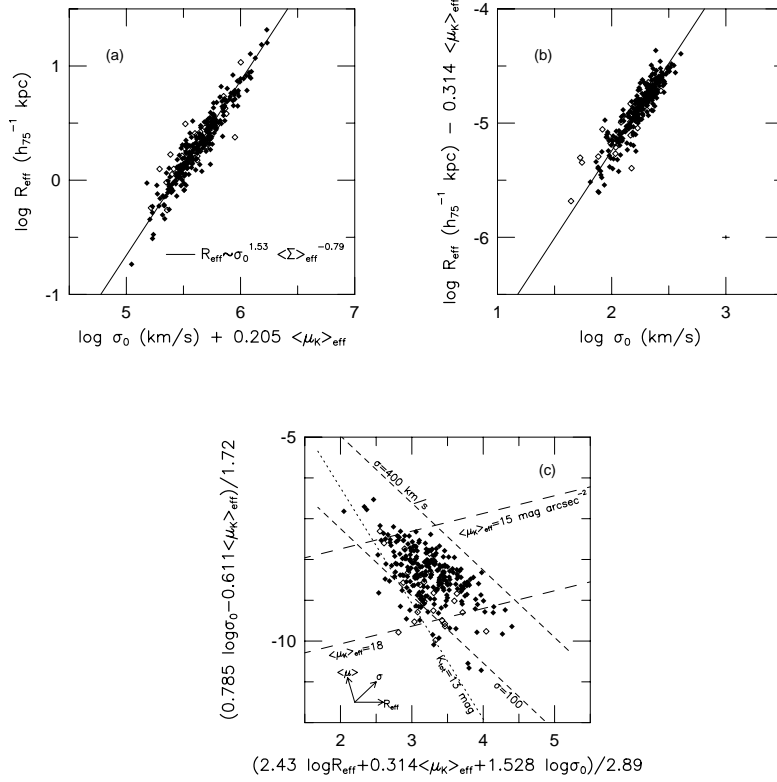 (a)
1
0
-1
log R_eff (h_75^-1 kpc)
R_eff~σ_0^1.53 <Σ>_eff^-0.79
5 6 7
log σ_0 (km/s) + 0.205 <μ_K>_eff
(b)
-4
-5
-6
log R_eff (h_75^-1 kpc) - 0.314 <μ_K>_eff
1 2 3
log σ_0 (km/s)
(c)
-5
-10
(0.785 logσ_0-0.611<μ_K>_eff)/1.72
σ=400 km/s
<μ_K>_eff=15 mag arcsec^-2
<μ_K>_eff=18
K_tot=13 mag
σ=100
<μ>
σ
R_eff
2 3 4 5
(2.43 logR_eff+0.314<μ_K>_eff+1.528 logσ_0)/2.89